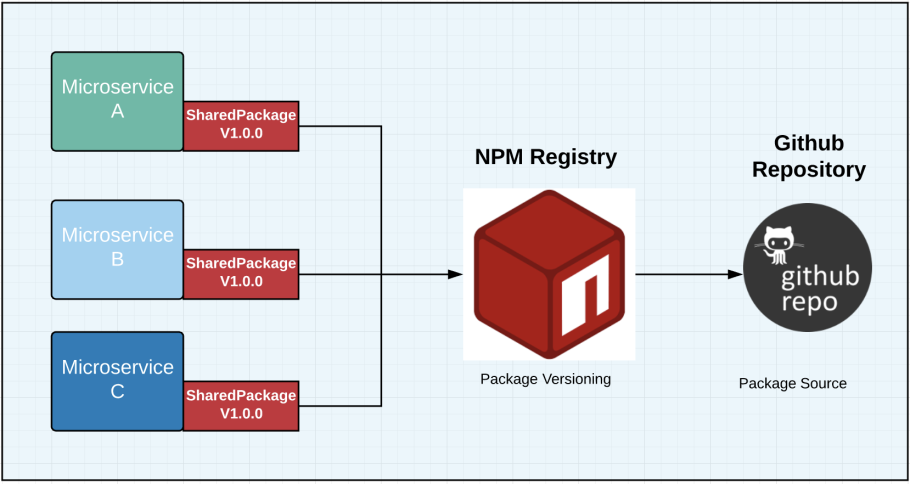 Microservice
A
SharedPackage
V1.0.0
Microservice
B
SharedPackage
V1.0.0
Microservice
C
SharedPackage
V1.0.0
NPM Registry
n
Package Versioning
Github
Repository
github
repo
Package Source